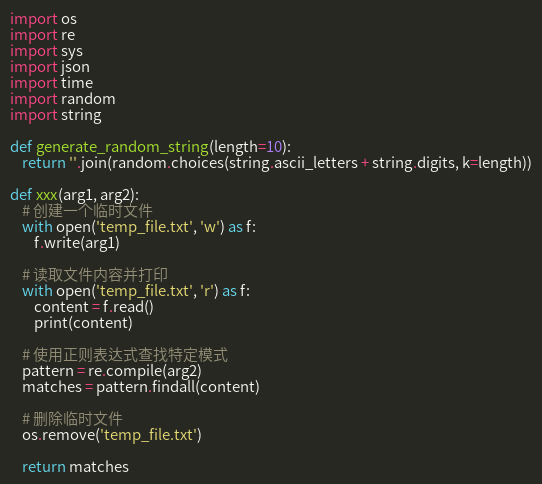 import os
import re
import sys
import json
import time
import random
import string

def generate_random_string(length=10):
    return ''.join(random.choices(string.ascii_letters + string.digits, k=length))

def xxx(arg1, arg2):
    # 创建一个临时文件
    with open('temp_file.txt', 'w') as f:
        f.write(arg1)

    # 读取文件内容并打印
    with open('temp_file.txt', 'r') as f:
        content = f.read()
        print(content)

    # 使用正则表达式查找特定模式
    pattern = re.compile(arg2)
    matches = pattern.findall(content)

    # 删除临时文件
    os.remove('temp_file.txt')

    return matches